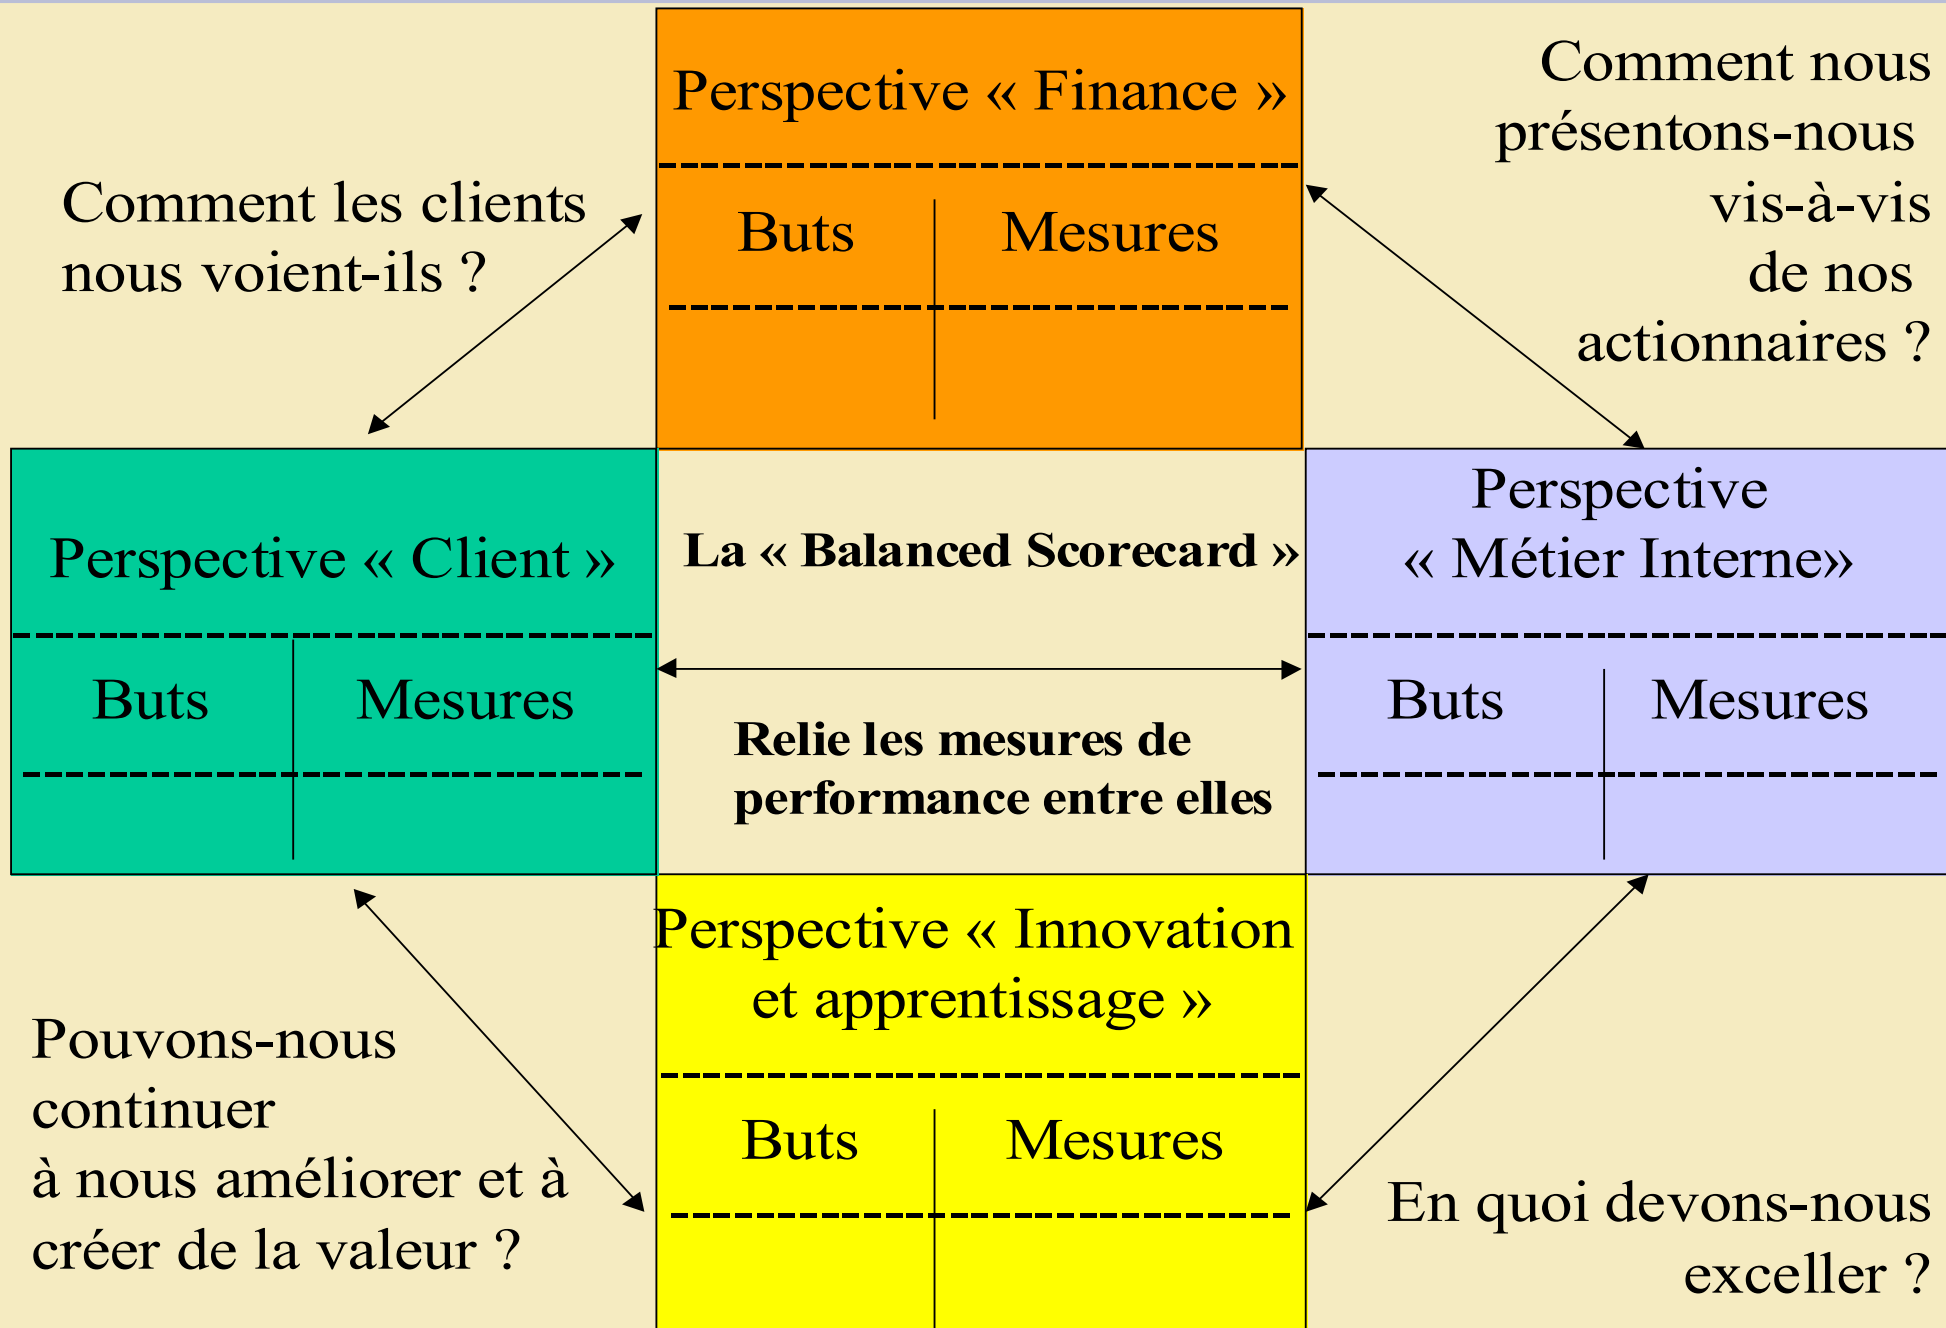 Perspective « Finance »
Buts
Mesures
Comment nous
présentons-nous
vis-à-vis
de nos
actionnaires ?
Comment les clients
nous voient-ils ?
Perspective « Client »
Buts
Mesures
La « Balanced Scorecard »
Relie les mesures de
performance entre elles
Perspective
« Métier Interne»
Buts
Mesures
Perspective « Innovation
et apprentissage »
Buts
Mesures
Pouvons-nous
continuer
à nous améliorer et à
créer de la valeur ?
En quoi devons-nous
exceller ?